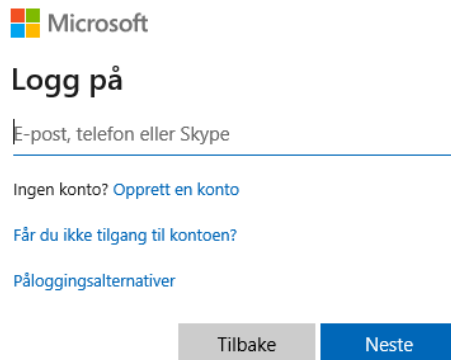 Microsoft
Logg på
E-post, telefon eller Skype
Ingen konto? Opprett en konto
Får du ikke tilgang til kontoen?
Påloggingsalternativer
Tilbake Neste